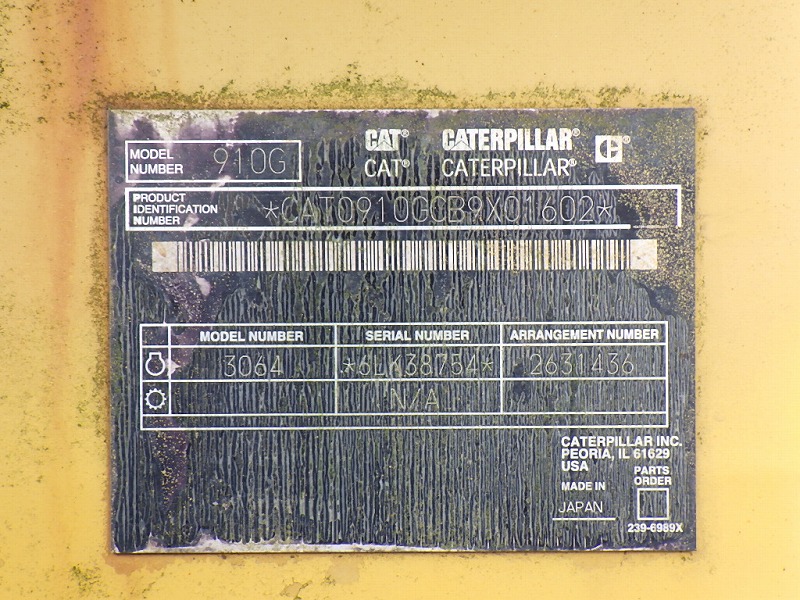 MODEL NUMBER 910G
CAT® CATERPILLAR® ®
CAT® CATERPILLAR®
PRODUCT IDENTIFICATION NUMBER *CAT0910GCB9X01602*
MODEL NUMBER SERIAL NUMBER ARRANGEMENT NUMBER
3064 *6LK38754* 2631436
N/A
CATERPILLAR INC.
PEORIA, IL 61629
USA
PARTS ORDER
MADE IN
JAPAN
239-6989X